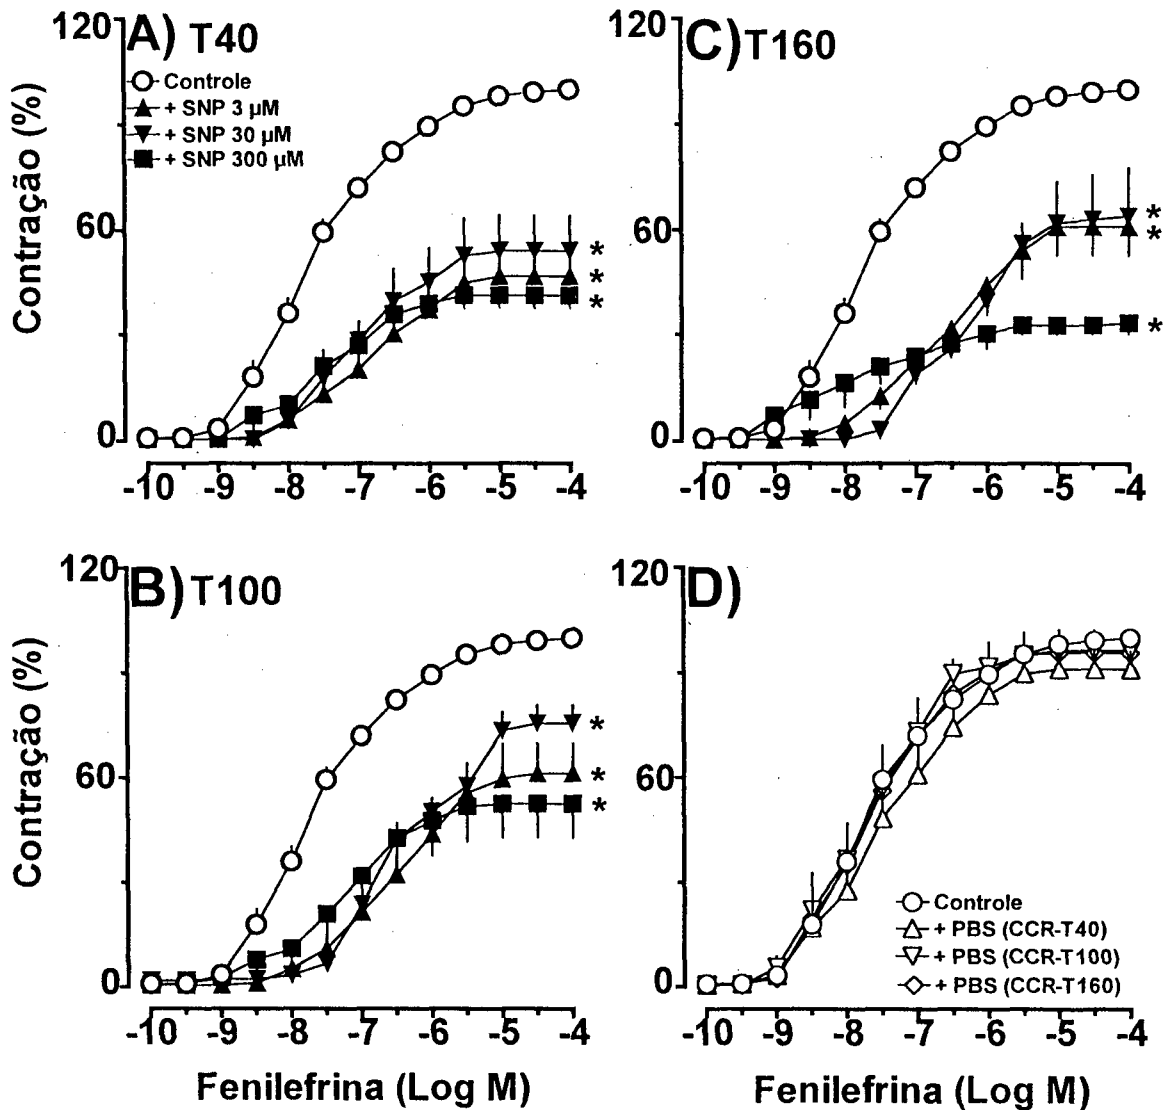 A) T40
Controle
+ SNP 3 µM
+ SNP 30 µM
+ SNP 300 µM
Contração (%)
120
60
0
-10 -9 -8 -7 -6 -5 -4
* * *
C) T160
120
60
0
-10 -9 -8 -7 -6 -5 -4
* * *
B) T100
Contração (%)
120
60
0
-10 -9 -8 -7 -6 -5 -4
* * *
Fenilefrina (Log M)
D)
120
60
0
Controle
+ PBS (CCR-T40)
+ PBS (CCR-T100)
+ PBS (CCR-T160)
-10 -9 -8 -7 -6 -5 -4
Fenilefrina (Log M)